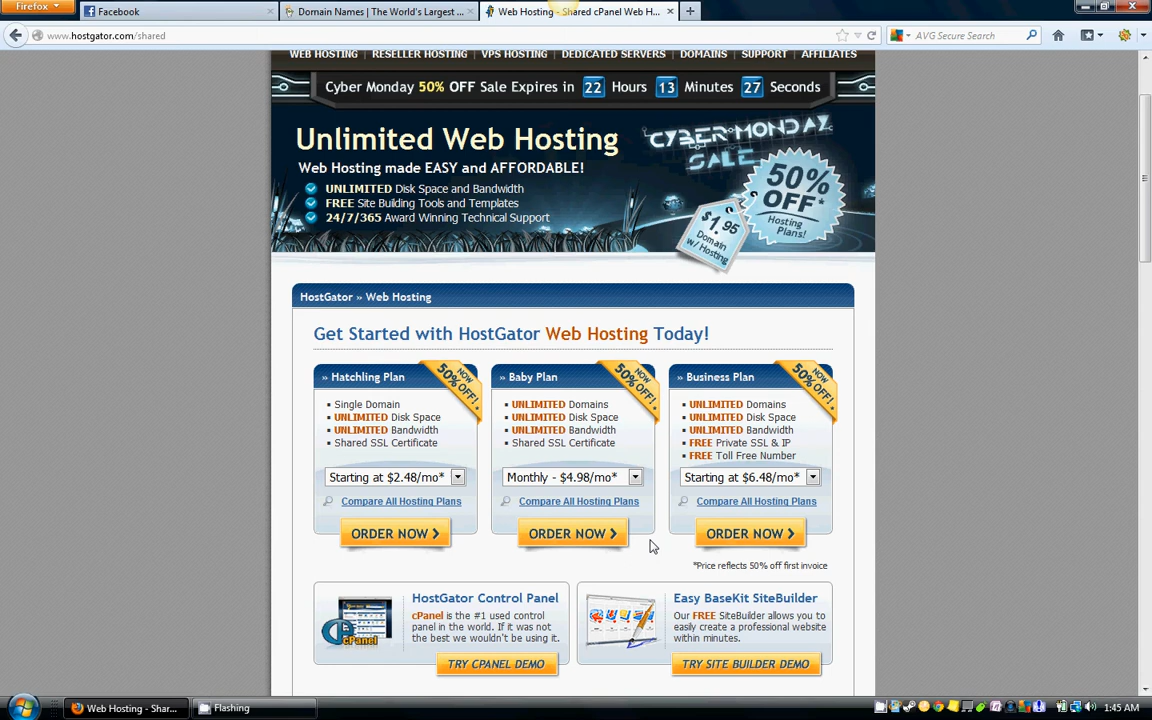 Firefox
Facebook
Domain Names | The World's Largest ...
Web Hosting - Shared cPanel Web H...
www.hostgator.com/shared
AVG Secure Search
WEB HOSTING | RESELLER HOSTING | VPS HOSTING | DEDICATED SERVERS | DOMAINS | SUPPORT | AFFILIATES
Cyber Monday 50% OFF Sale Expires in 22 Hours 13 Minutes 27 Seconds
Unlimited Web Hosting
Web Hosting made EASY and AFFORDABLE!
UNLIMITED Disk Space and Bandwidth
FREE Site Building Tools and Templates
24/7/365 Award Winning Technical Support
CYBER MONDAY
SALE
50%
OFF*
Hosting
Plans!
$1.95
Domain
w/ Hosting
HostGator » Web Hosting
Get Started with HostGator Web Hosting Today!
» Hatchling Plan
NOW
50% OFF!
Single Domain
UNLIMITED Disk Space
UNLIMITED Bandwidth
Shared SSL Certificate
Starting at $2.48/mo*
Compare All Hosting Plans
ORDER NOW
» Baby Plan
NOW
50% OFF!
UNLIMITED Domains
UNLIMITED Disk Space
UNLIMITED Bandwidth
Shared SSL Certificate
Monthly - $4.98/mo*
Compare All Hosting Plans
ORDER NOW
» Business Plan
NOW
50% OFF!
UNLIMITED Domains
UNLIMITED Disk Space
UNLIMITED Bandwidth
FREE Private SSL & IP
FREE Toll Free Number
Starting at $6.48/mo*
Compare All Hosting Plans
ORDER NOW
*Price reflects 50% off first invoice
cPanel
HostGator Control Panel
cPanel is the #1 used control
panel in the world. If it was not
the best we wouldn't be using it.
TRY CPANEL DEMO
Easy BaseKit SiteBuilder
Our FREE SiteBuilder allows you to
easily create a professional website
within minutes.
TRY SITE BUILDER DEMO
Web Hosting - Shar...
Flashing
1:45 AM